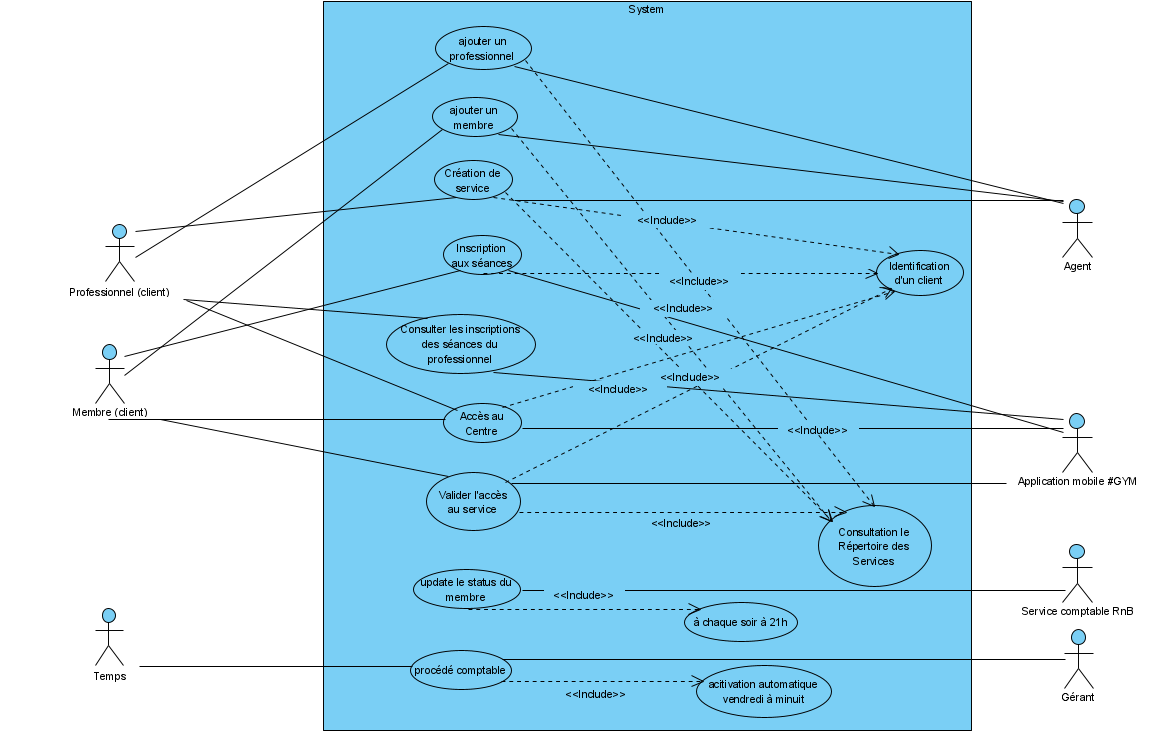 System
ajouter un
professionnel
ajouter un
membre
Création de
service
<<Include>>
Inscription
aux séances
Identification
d'un client
Agent
<<Include>>
Professionnel (client)
<<Include>>
Consulter les inscriptions
des séances du
professionnel
<<Include>>
<<Include>>
<<Include>>
Membre (client)
Accès au
Centre
<<Include>>
Application mobile #GYM
Valider l'accès
au service
<<Include>>
Consultation le
Répertoire des
Services
update le status du
membre
<<Include>>
Service comptable RnB
à chaque soir à 21h
Temps
procédé comptable
<<Include>>
acitivation automatique
vendredi à minuit
Gérant